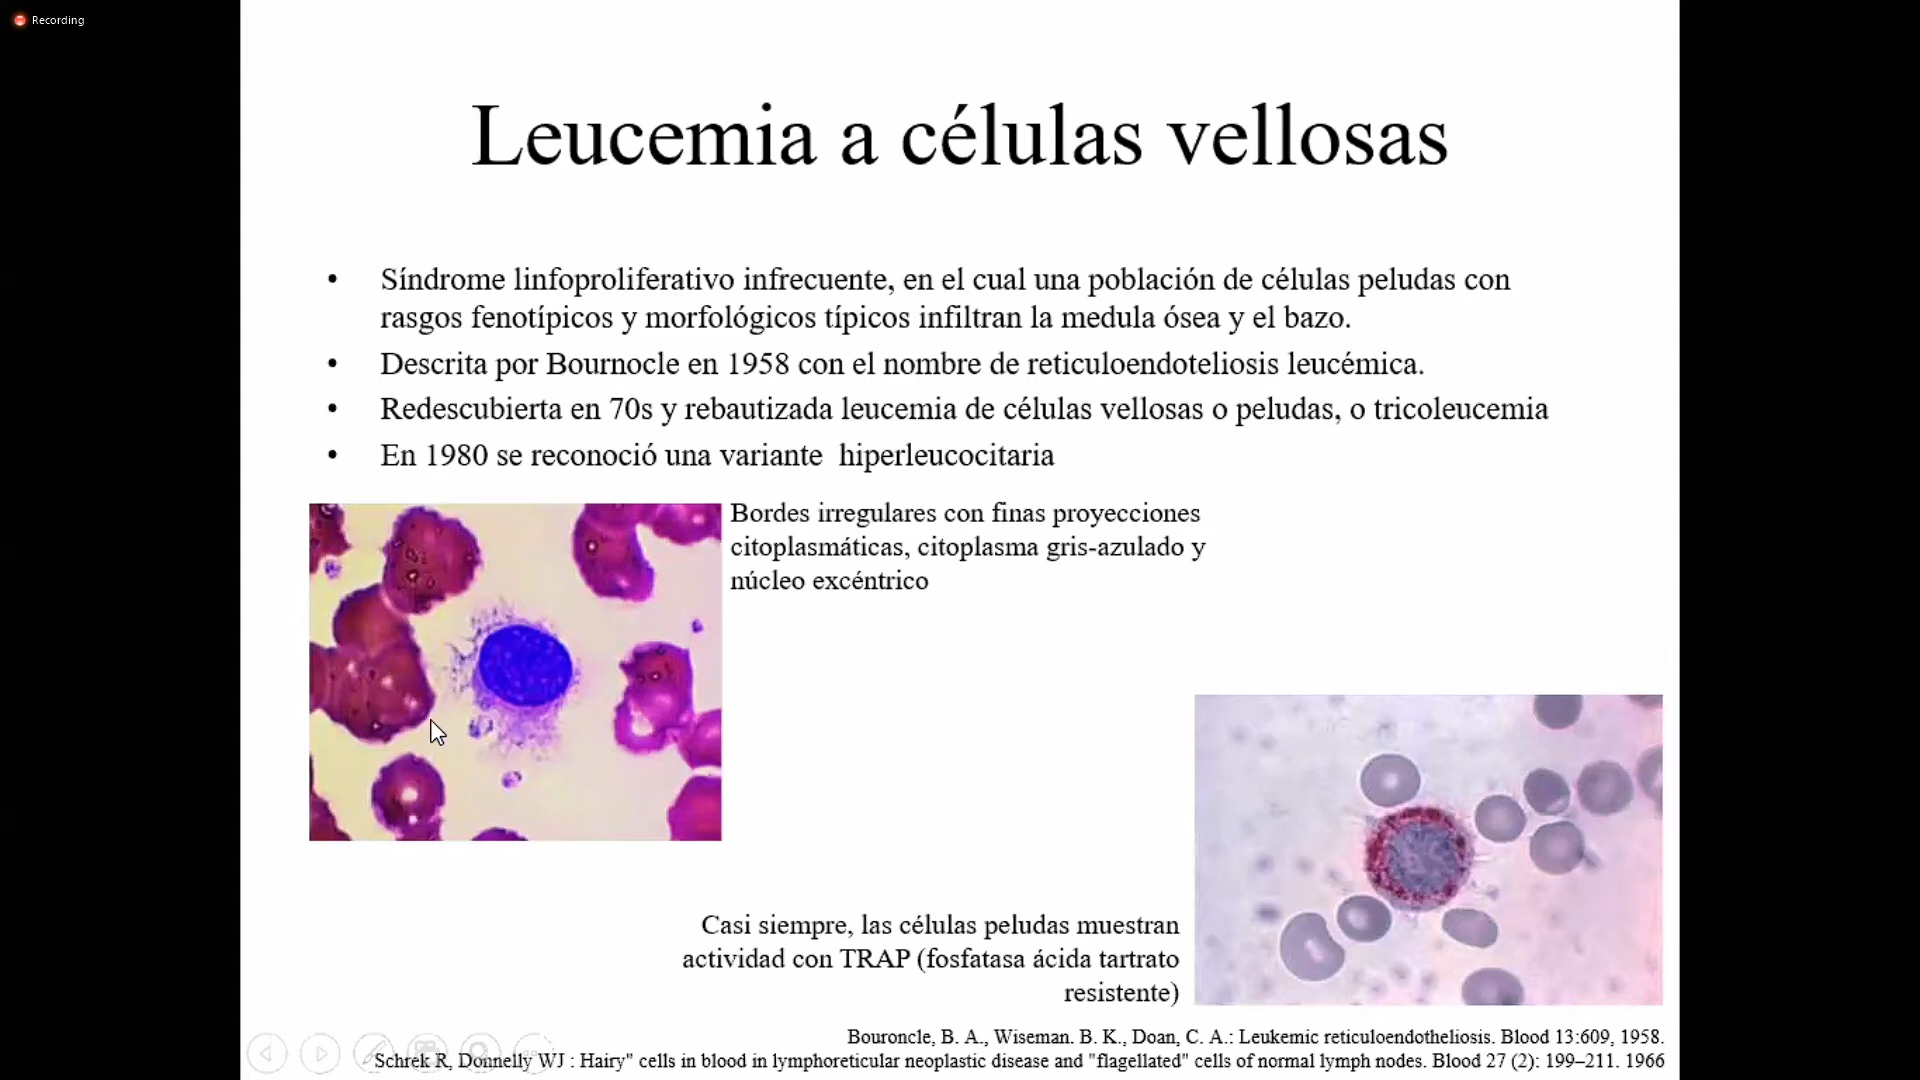 Recording
Leucemia a células vellosas
• Síndrome linfoproliferativo infrecuente, en el cual una población de células peludas con
rasgos fenotípicos y morfológicos típicos infiltran la medula ósea y el bazo.
• Descrita por Bournocle en 1958 con el nombre de reticuloendoteliosis leucémica.
• Redescubierta en 70s y rebautizada leucemia de células vellosas o peludas, o tricoleucemia
• En 1980 se reconoció una variante  hiperleucocitaria
Bordes irregulares con finas proyecciones
citoplasmáticas, citoplasma gris-azulado y
núcleo excéntrico
Casi siempre, las células peludas muestran
actividad con TRAP (fosfatasa ácida tartrato
resistente)
Bouroncle, B. A., Wiseman. B. K., Doan, C. A.: Leukemic reticuloendotheliosis. Blood 13:609, 1958.
Schrek R, Donnelly WJ : Hairy" cells in blood in lymphoreticular neoplastic disease and "flagellated" cells of normal lymph nodes. Blood 27 (2): 199–211. 1966